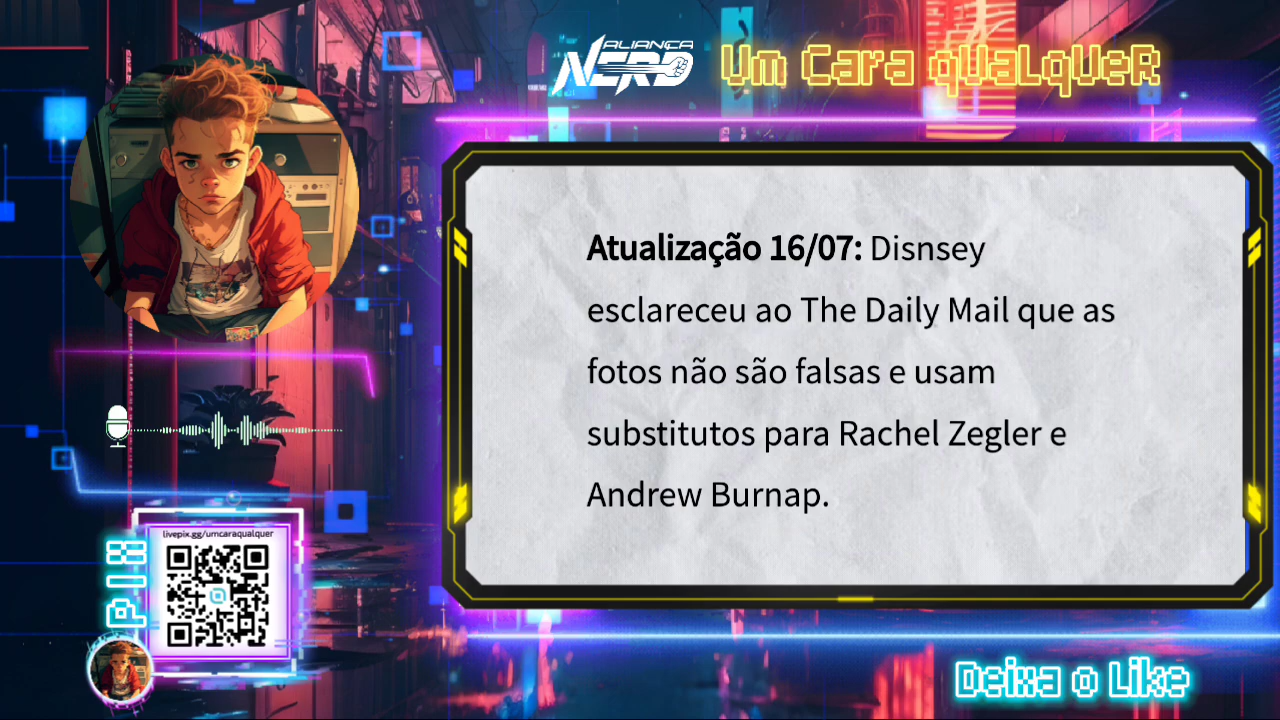 ALIANÇA
NERD
Um Cara qUaLqUeR
Atualização 16/07: Disnsey
esclareceu ao The Daily Mail que as
fotos não são falsas e usam
substitutos para Rachel Zegler e
Andrew Burnap.
livepix.gg/umcaraqualquer
PIX
Deixa o Like